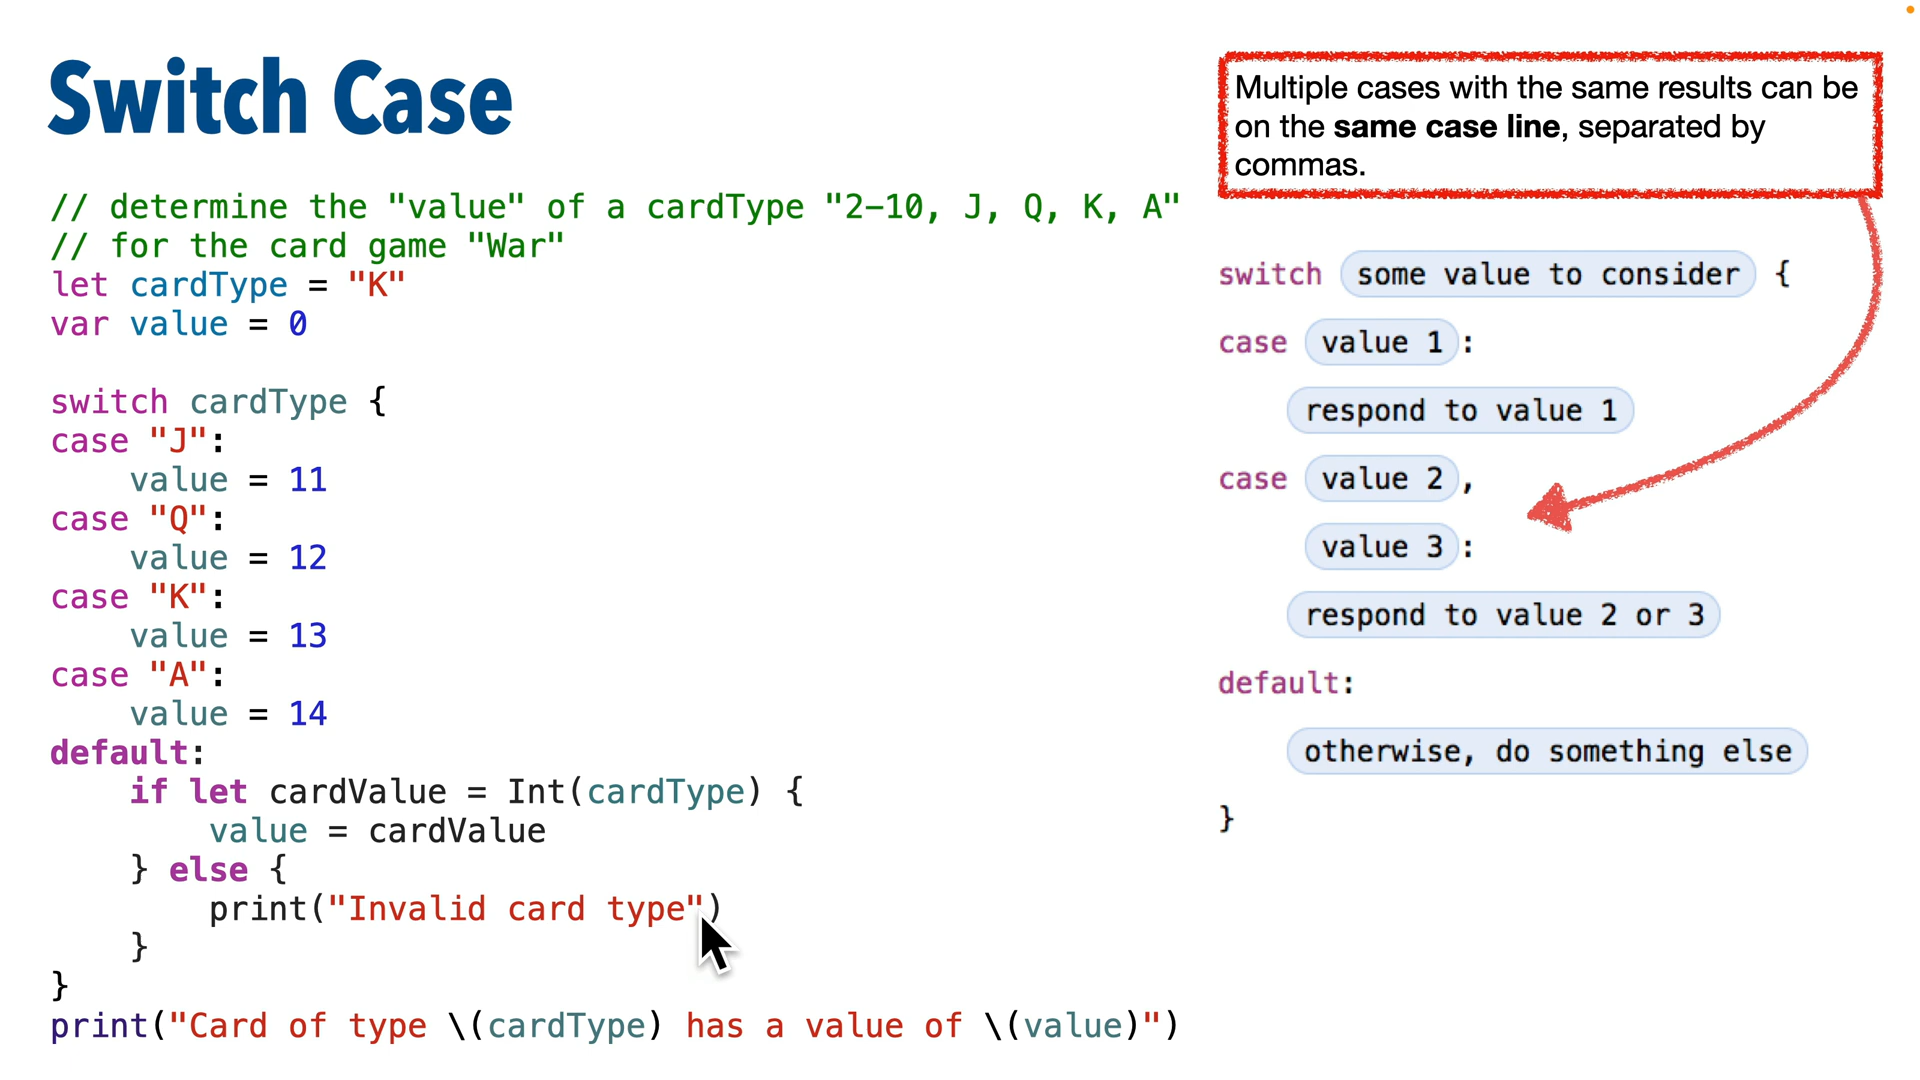 Switch Case
// determine the "value" of a cardType "2-10, J, Q, K, A"
// for the card game "War"
let cardType = "K"
var value = 0
switch cardType {
case "J":
    value = 11
case "Q":
    value = 12
case "K":
    value = 13
case "A":
    value = 14
default:
    if let cardValue = Int(cardType) {
        value = cardValue
    } else {
        print("Invalid card type")
    }
}
print("Card of type \(cardType) has a value of \(value)")
Multiple cases with the same results can be
on the same case line, separated by
commas.
switch some value to consider {
case value 1:
    respond to value 1
case value 2,
     value 3:
    respond to value 2 or 3
default:
    otherwise, do something else
}